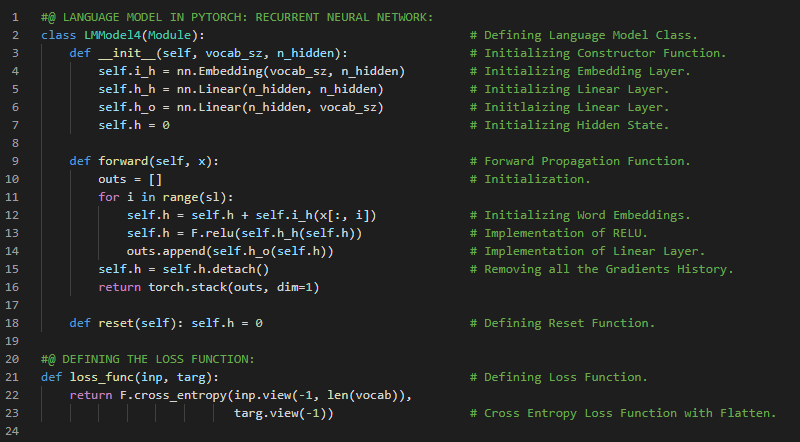 1 #@ LANGUAGE MODEL IN PYTORCH: RECURRENT NEURAL NETWORK:
2 class LMModel4(Module): # Defining Language Model Class.
3     def __init__(self, vocab_sz, n_hidden): # Initializing Constructor Function.
4         self.i_h = nn.Embedding(vocab_sz, n_hidden) # Initializing Embedding Layer.
5         self.h_h = nn.Linear(n_hidden, n_hidden) # Initializing Linear Layer.
6         self.h_o = nn.Linear(n_hidden, vocab_sz) # Iniitlaizing Linear Layer.
7         self.h = 0 # Initializing Hidden State.
8
9     def forward(self, x): # Forward Propagation Function.
10         outs = [] # Initialization.
11         for i in range(sl):
12             self.h = self.h + self.i_h(x[:, i]) # Initializing Word Embeddings.
13             self.h = F.relu(self.h_h(self.h)) # Implementation of RELU.
14             outs.append(self.h_o(self.h)) # Implementation of Linear Layer.
15         self.h = self.h.detach() # Removing all the Gradients History.
16         return torch.stack(outs, dim=1)
17
18     def reset(self): self.h = 0 # Defining Reset Function.
19
20 #@ DEFINING THE LOSS FUNCTION:
21 def loss_func(inp, targ): # Defining Loss Function.
22     return F.cross_entropy(inp.view(-1, len(vocab)),
23                            targ.view(-1)) # Cross Entropy Loss Function with Flatten.
24